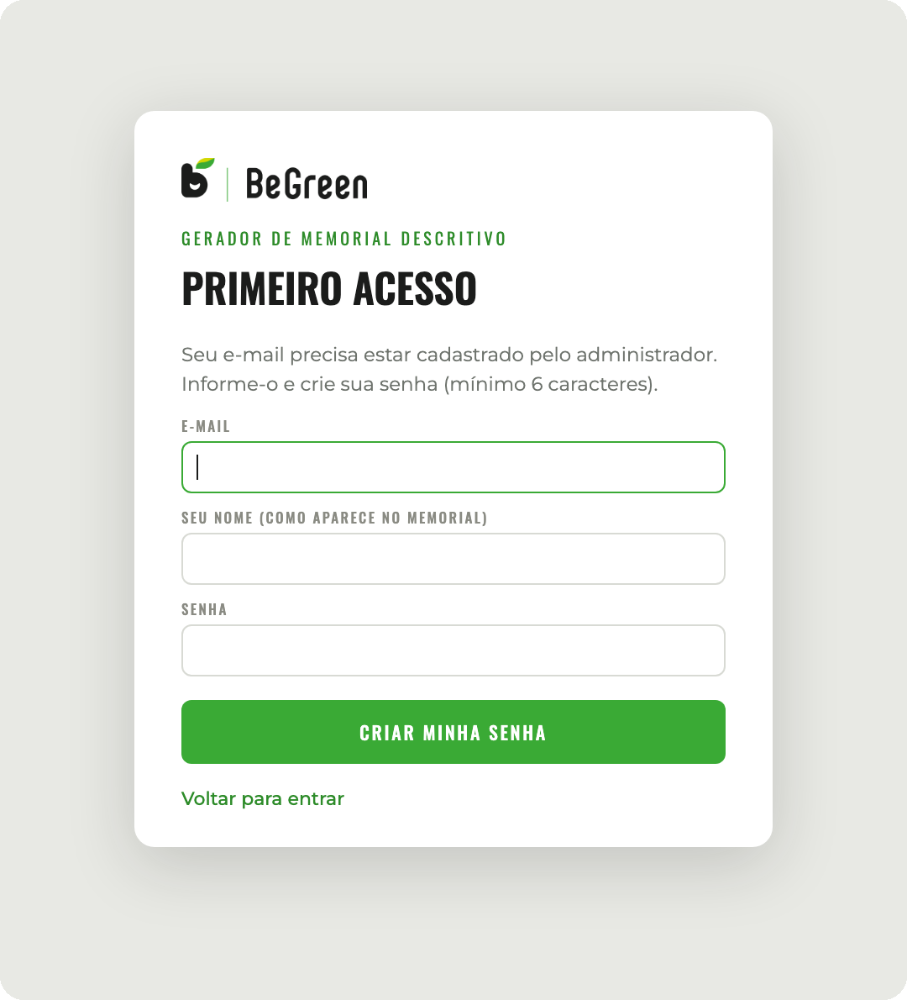 b | BeGreen
GERADOR DE MEMORIAL DESCRITIVO
PRIMEIRO ACESSO
Seu e-mail precisa estar cadastrado pelo administrador.
Informe-o e crie sua senha (mínimo 6 caracteres).
E-MAIL
SEU NOME (COMO APARECE NO MEMORIAL)
SENHA
CRIAR MINHA SENHA
Voltar para entrar